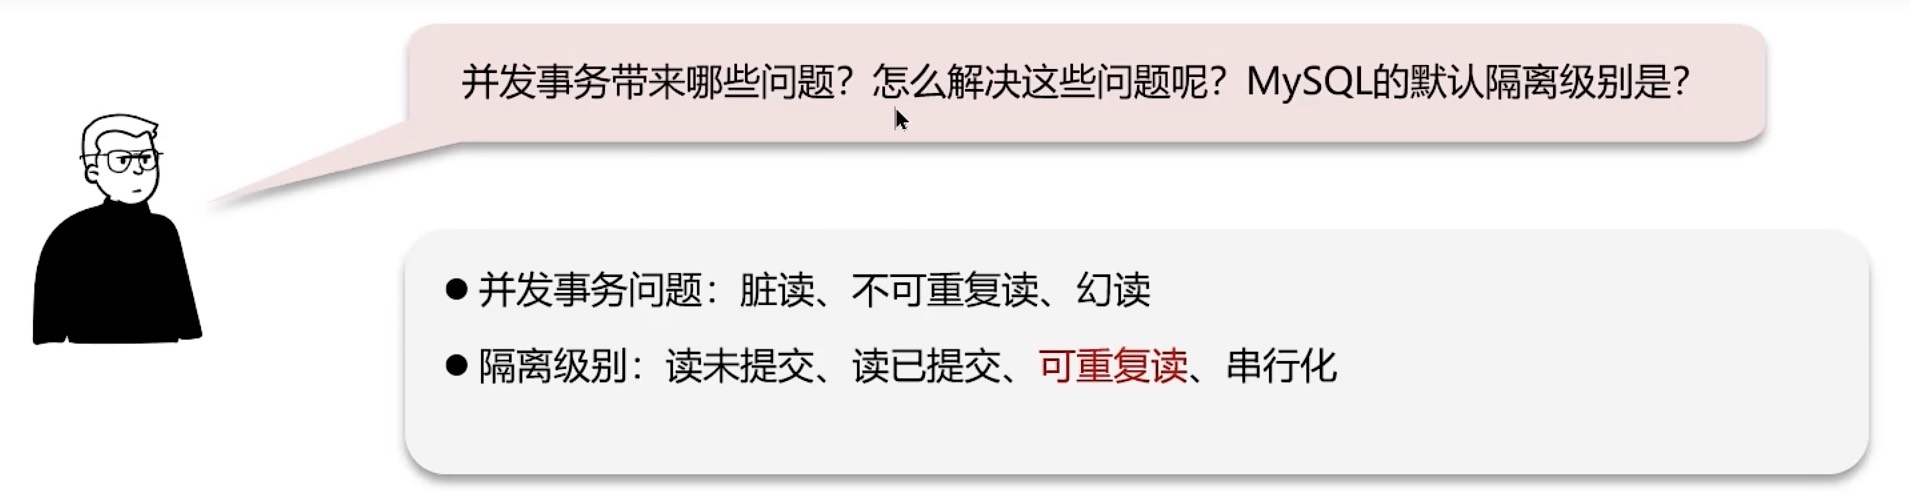 并发事务带来哪些问题？怎么解决这些问题呢？MySQL的默认隔离级别是？
● 并发事务问题：脏读、不可重复读、幻读
● 隔离级别：读未提交、读已提交、可重复读、串行化